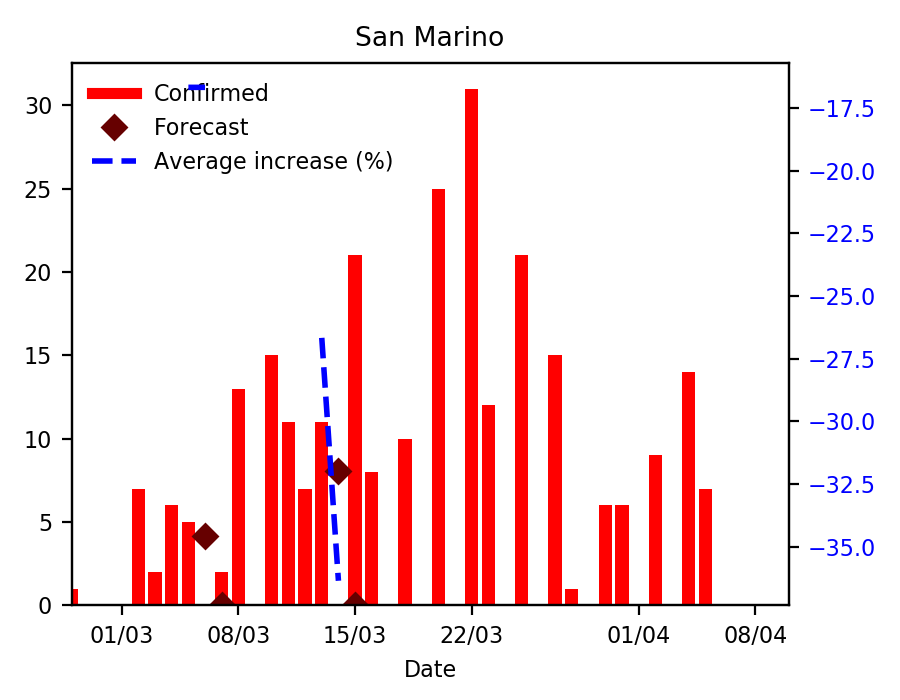 San Marino
Confirmed
Forecast
Average increase (%)
30
25
20
15
10
5
0
−17.5
−20.0
−22.5
−25.0
−27.5
−30.0
−32.5
−35.0
01/03 08/03 15/03 22/03 01/04 08/04
Date